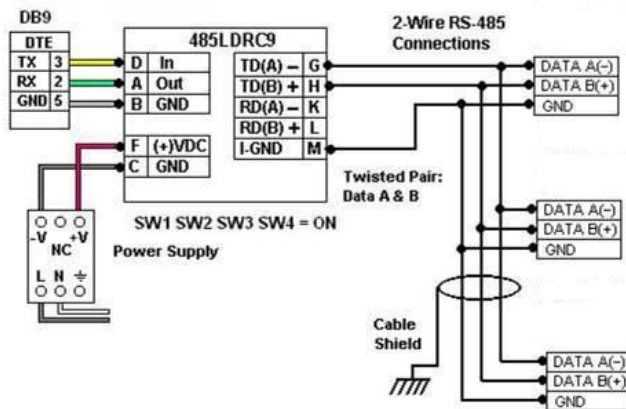 DB9
DTE
TX 3
RX 2
GND 5
485LDRC9
D In
A Out
B GND
F (+)VDC
C GND
TD(A) − G
TD(B) + H
RD(A) − K
RD(B) + L
I-GND M
2-Wire RS-485
Connections
DATA A(−)
DATA B(+)
GND
Twisted Pair:
Data A & B
SW1 SW2 SW3 SW4 = ON
-V +V
NC
L N
Power Supply
DATA A(−)
DATA B(+)
GND
Cable
Shield
DATA A(−)
DATA B(+)
GND